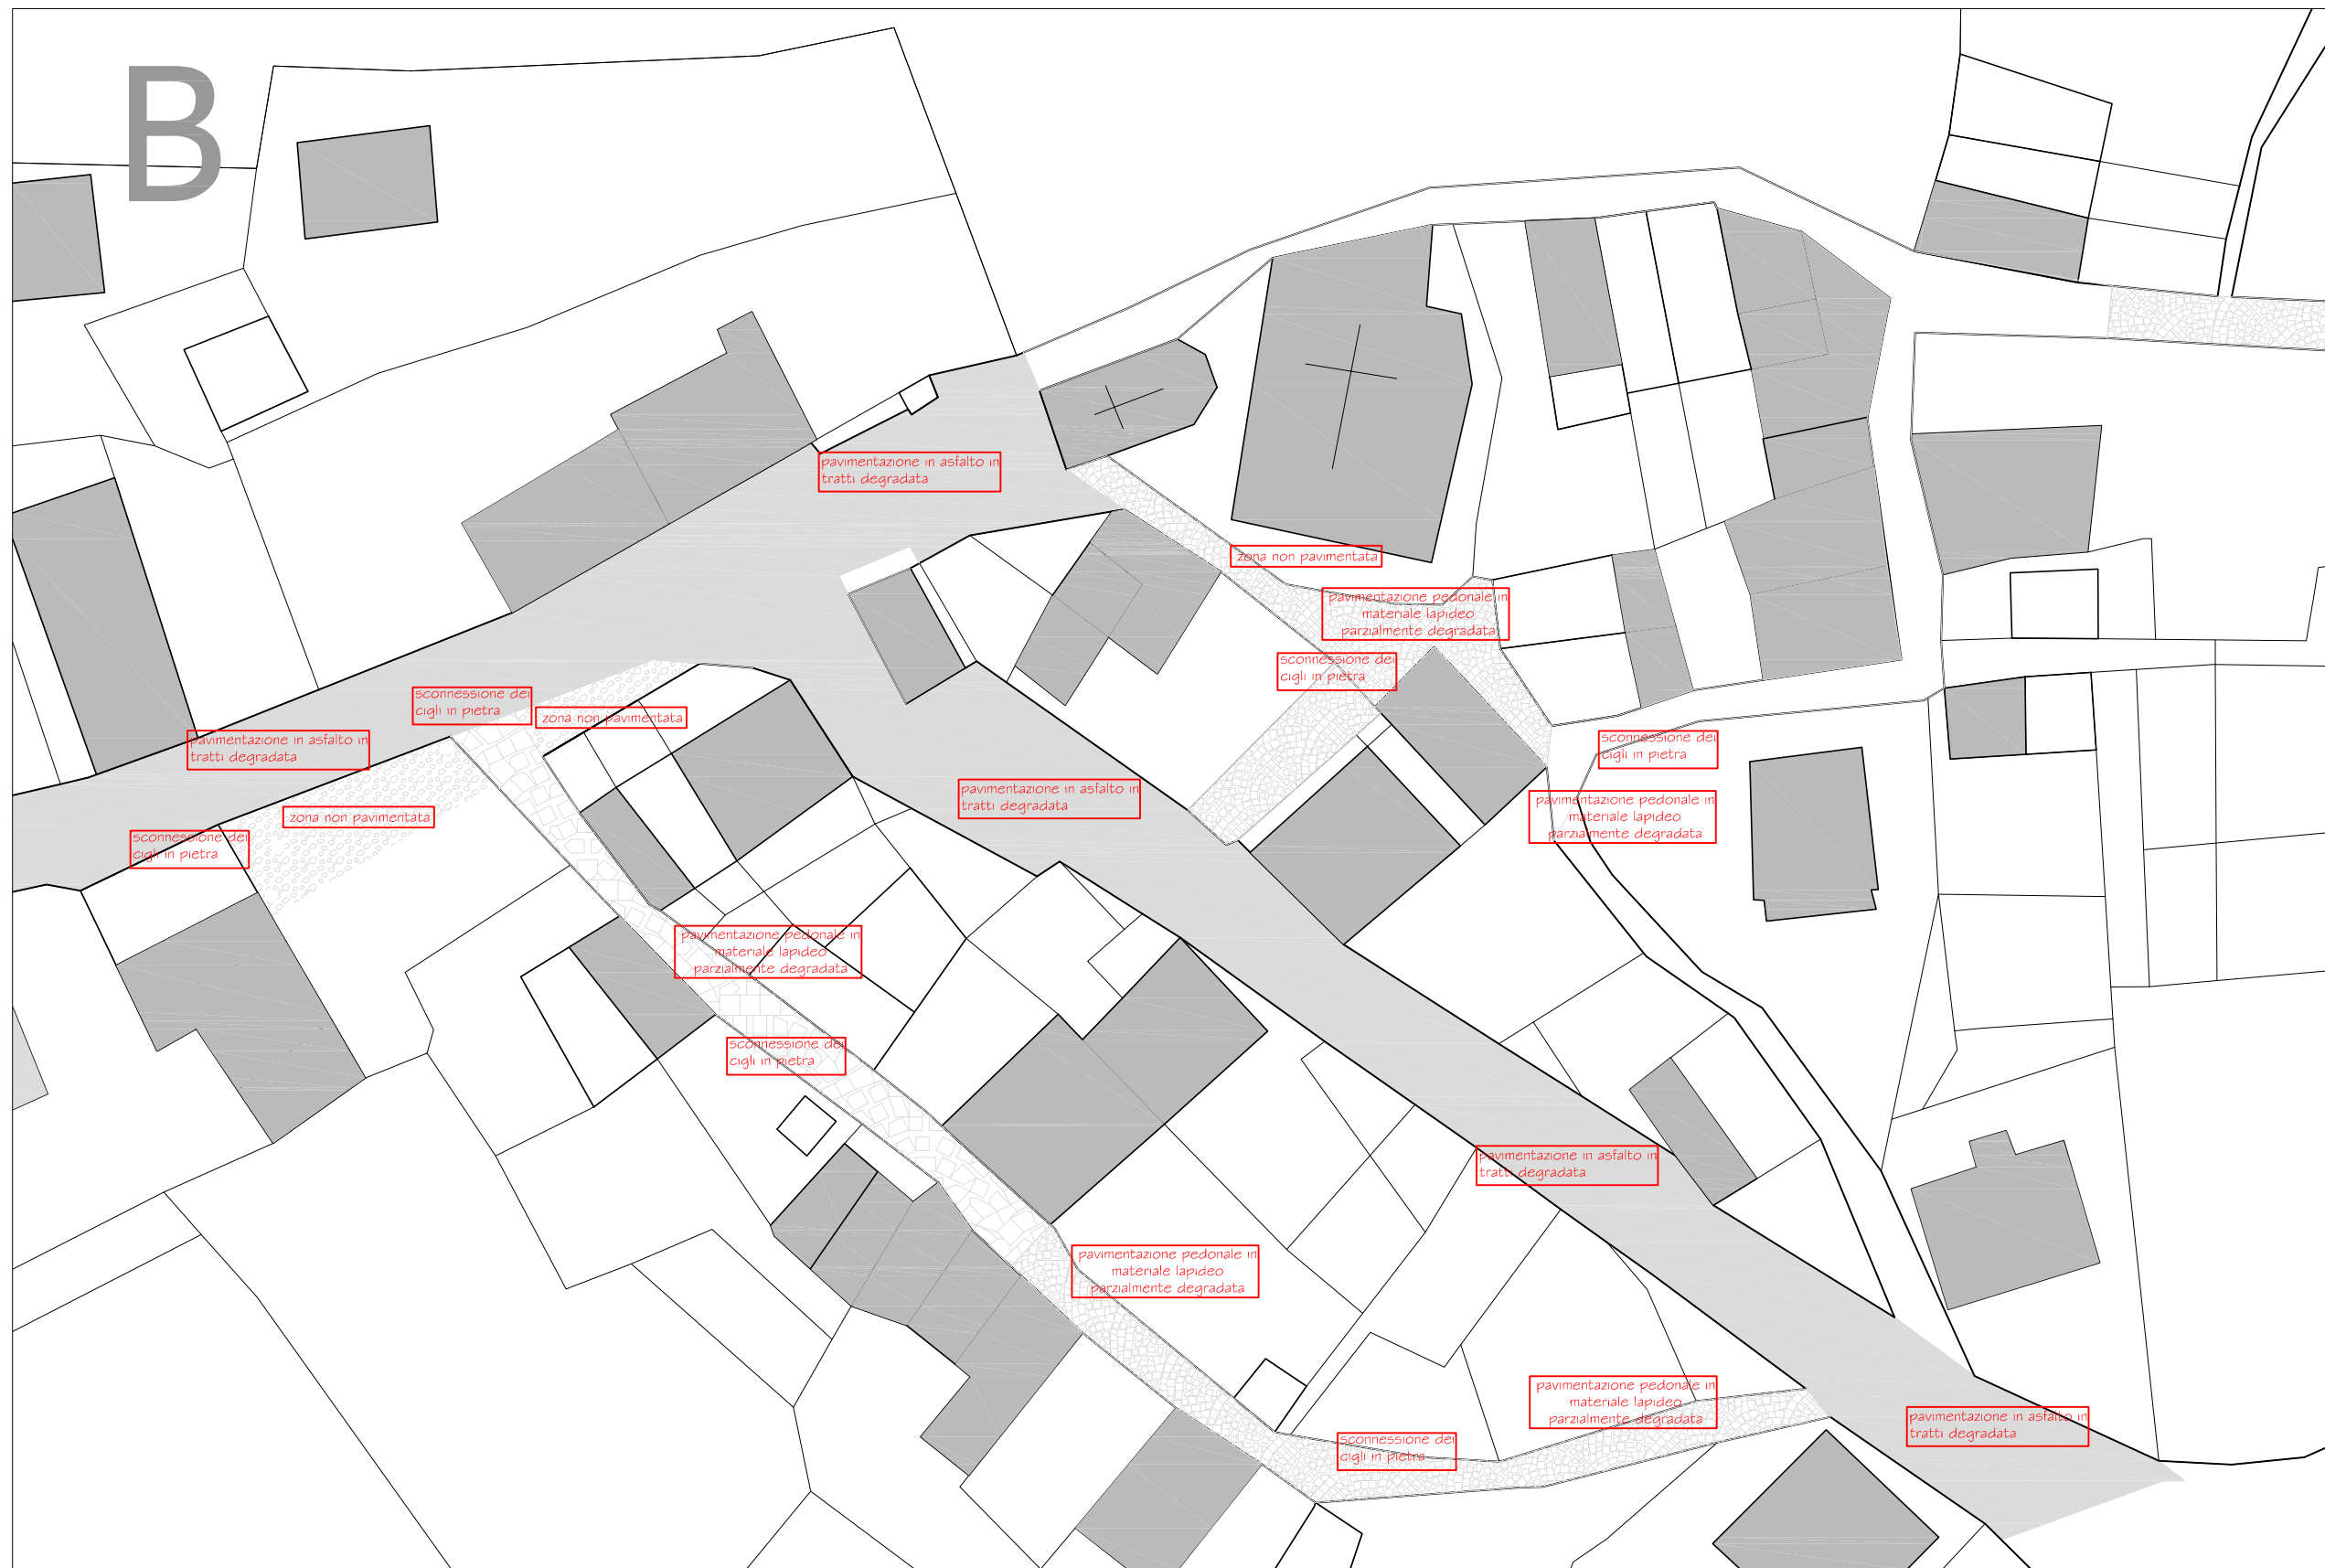 B
pavimentazione in asfalto in
tratti degradata
zona non pavimentata
pavimentazione pedonale in
materiale lapideo
parzialmente degradata
sconnessione dei
cigli in pietra
sconnessione dei
cigli in pietra
zona non pavimentata
pavimentazione in asfalto in
tratti degradata
sconnessione dei
cigli in pietra
pavimentazione in asfalto in
tratti degradata
pavimentazione pedonale in
materiale lapideo
parzialmente degradata
zona non pavimentata
sconnessione dei
cigli in pietra
pavimentazione pedonale in
materiale lapideo
parzialmente degradata
sconnessione dei
cigli in pietra
pavimentazione in asfalto in
tratti degradata
pavimentazione pedonale in
materiale lapideo
parzialmente degradata
pavimentazione pedonale in
materiale lapideo
parzialmente degradata
pavimentazione in asfalto in
tratti degradata
sconnessione dei
cigli in pietra